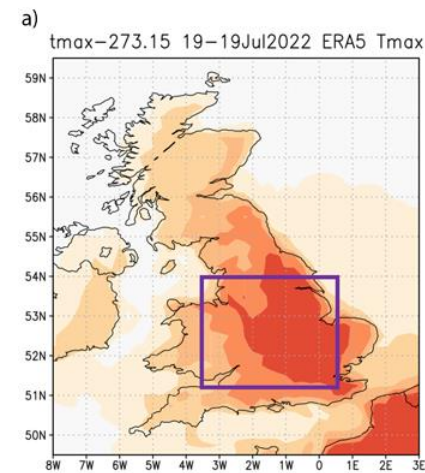 a)
tmax-273.15 19-19Jul2022 ERA5 Tmax
59N
58N
57N
56N
55N
54N
53N
52N
51N
50N
8W 7W 6W 5W 4W 3W 2W 1W 0 1E 2E 3E